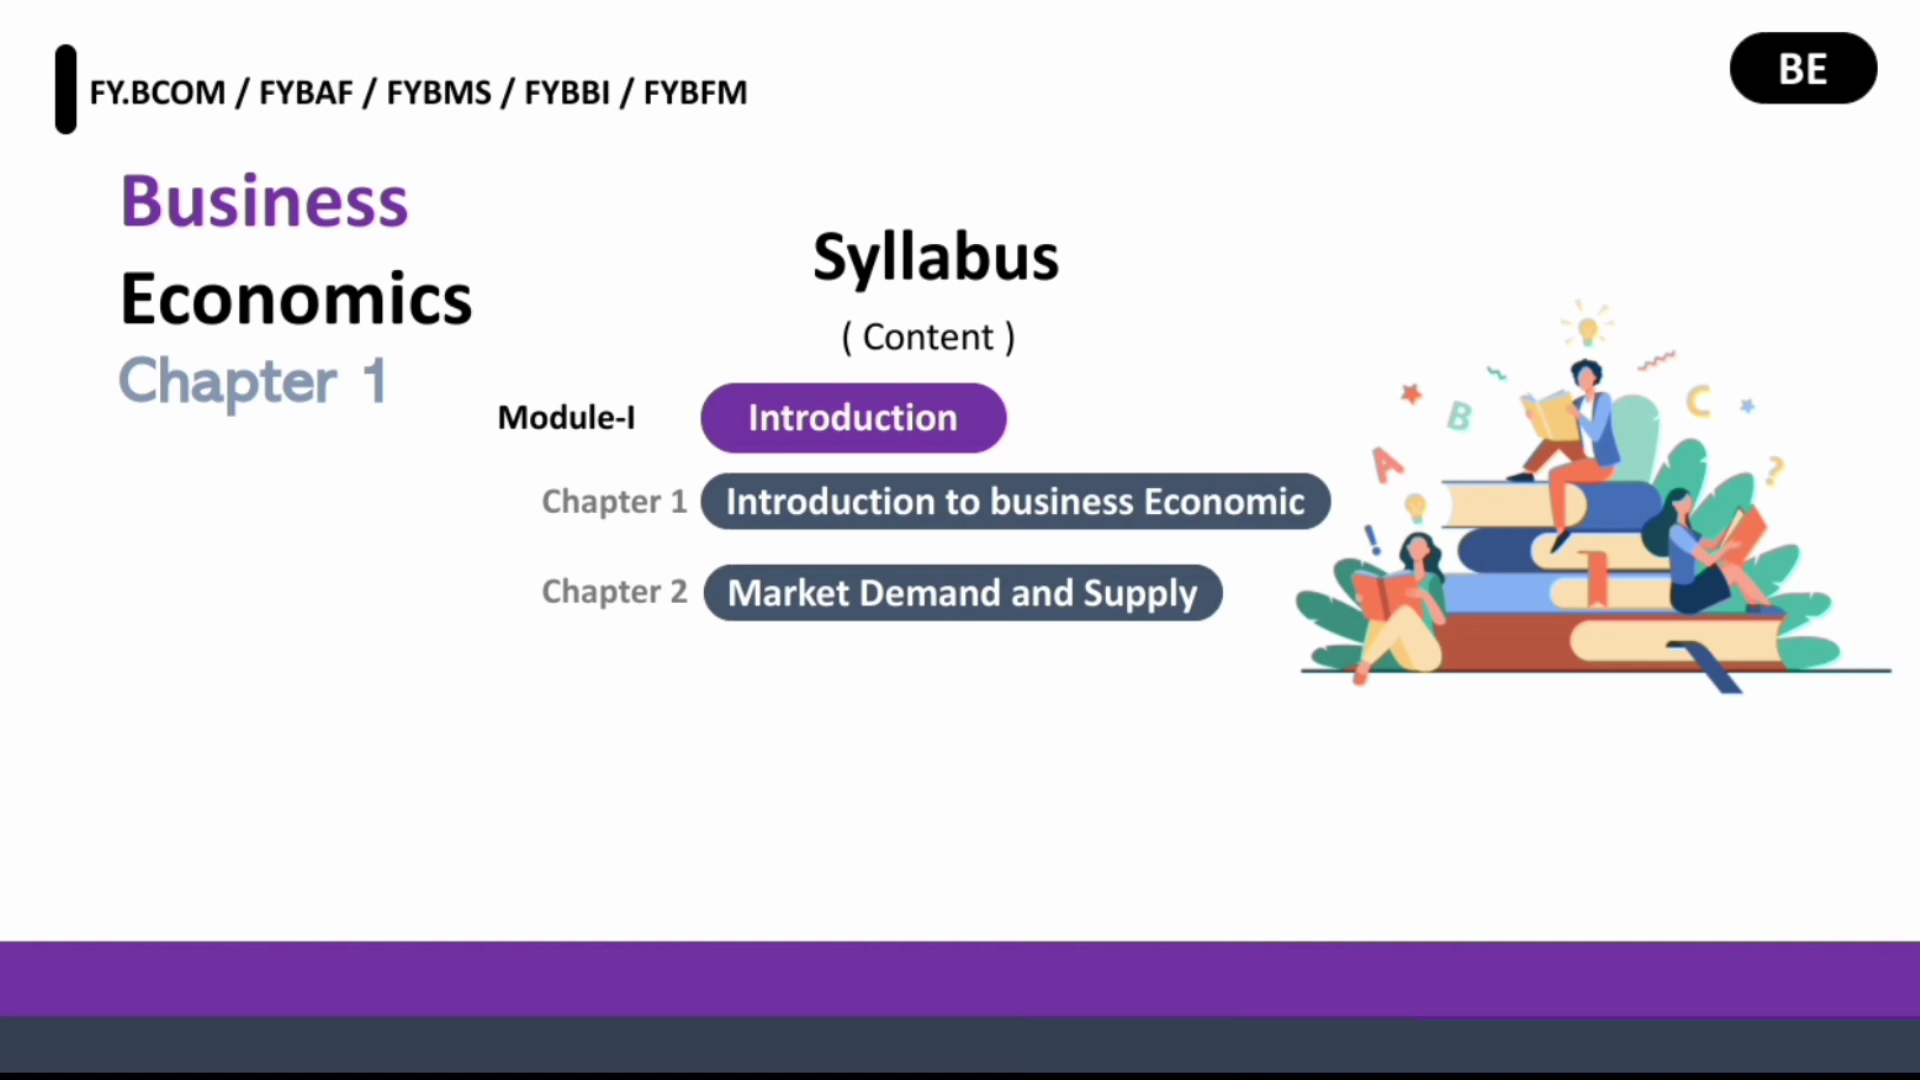 FY.BCOM / FYBAF / FYBMS / FYBBI / FYBFM
BE
Business
Economics
Chapter 1
Syllabus
( Content )
Module-I Introduction
Chapter 1 Introduction to business Economic
Chapter 2 Market Demand and Supply
A
B
C
?
!